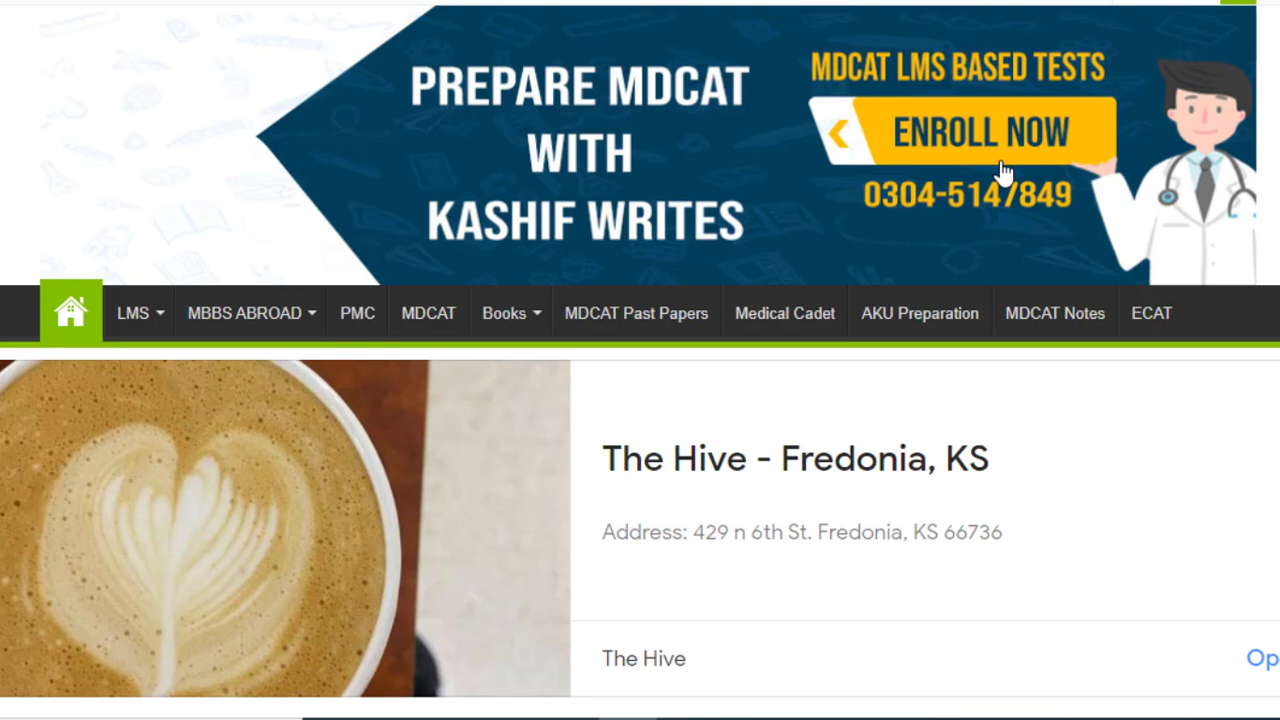 PREPARE MDCAT
WITH
KASHIF WRITES
MDCAT LMS BASED TESTS
ENROLL NOW
0304-5147849
LMS MBBS ABROAD PMC MDCAT Books MDCAT Past Papers Medical Cadet AKU Preparation MDCAT Notes ECAT
The Hive - Fredonia, KS
Address: 429 n 6th St. Fredonia, KS 66736
The Hive Op